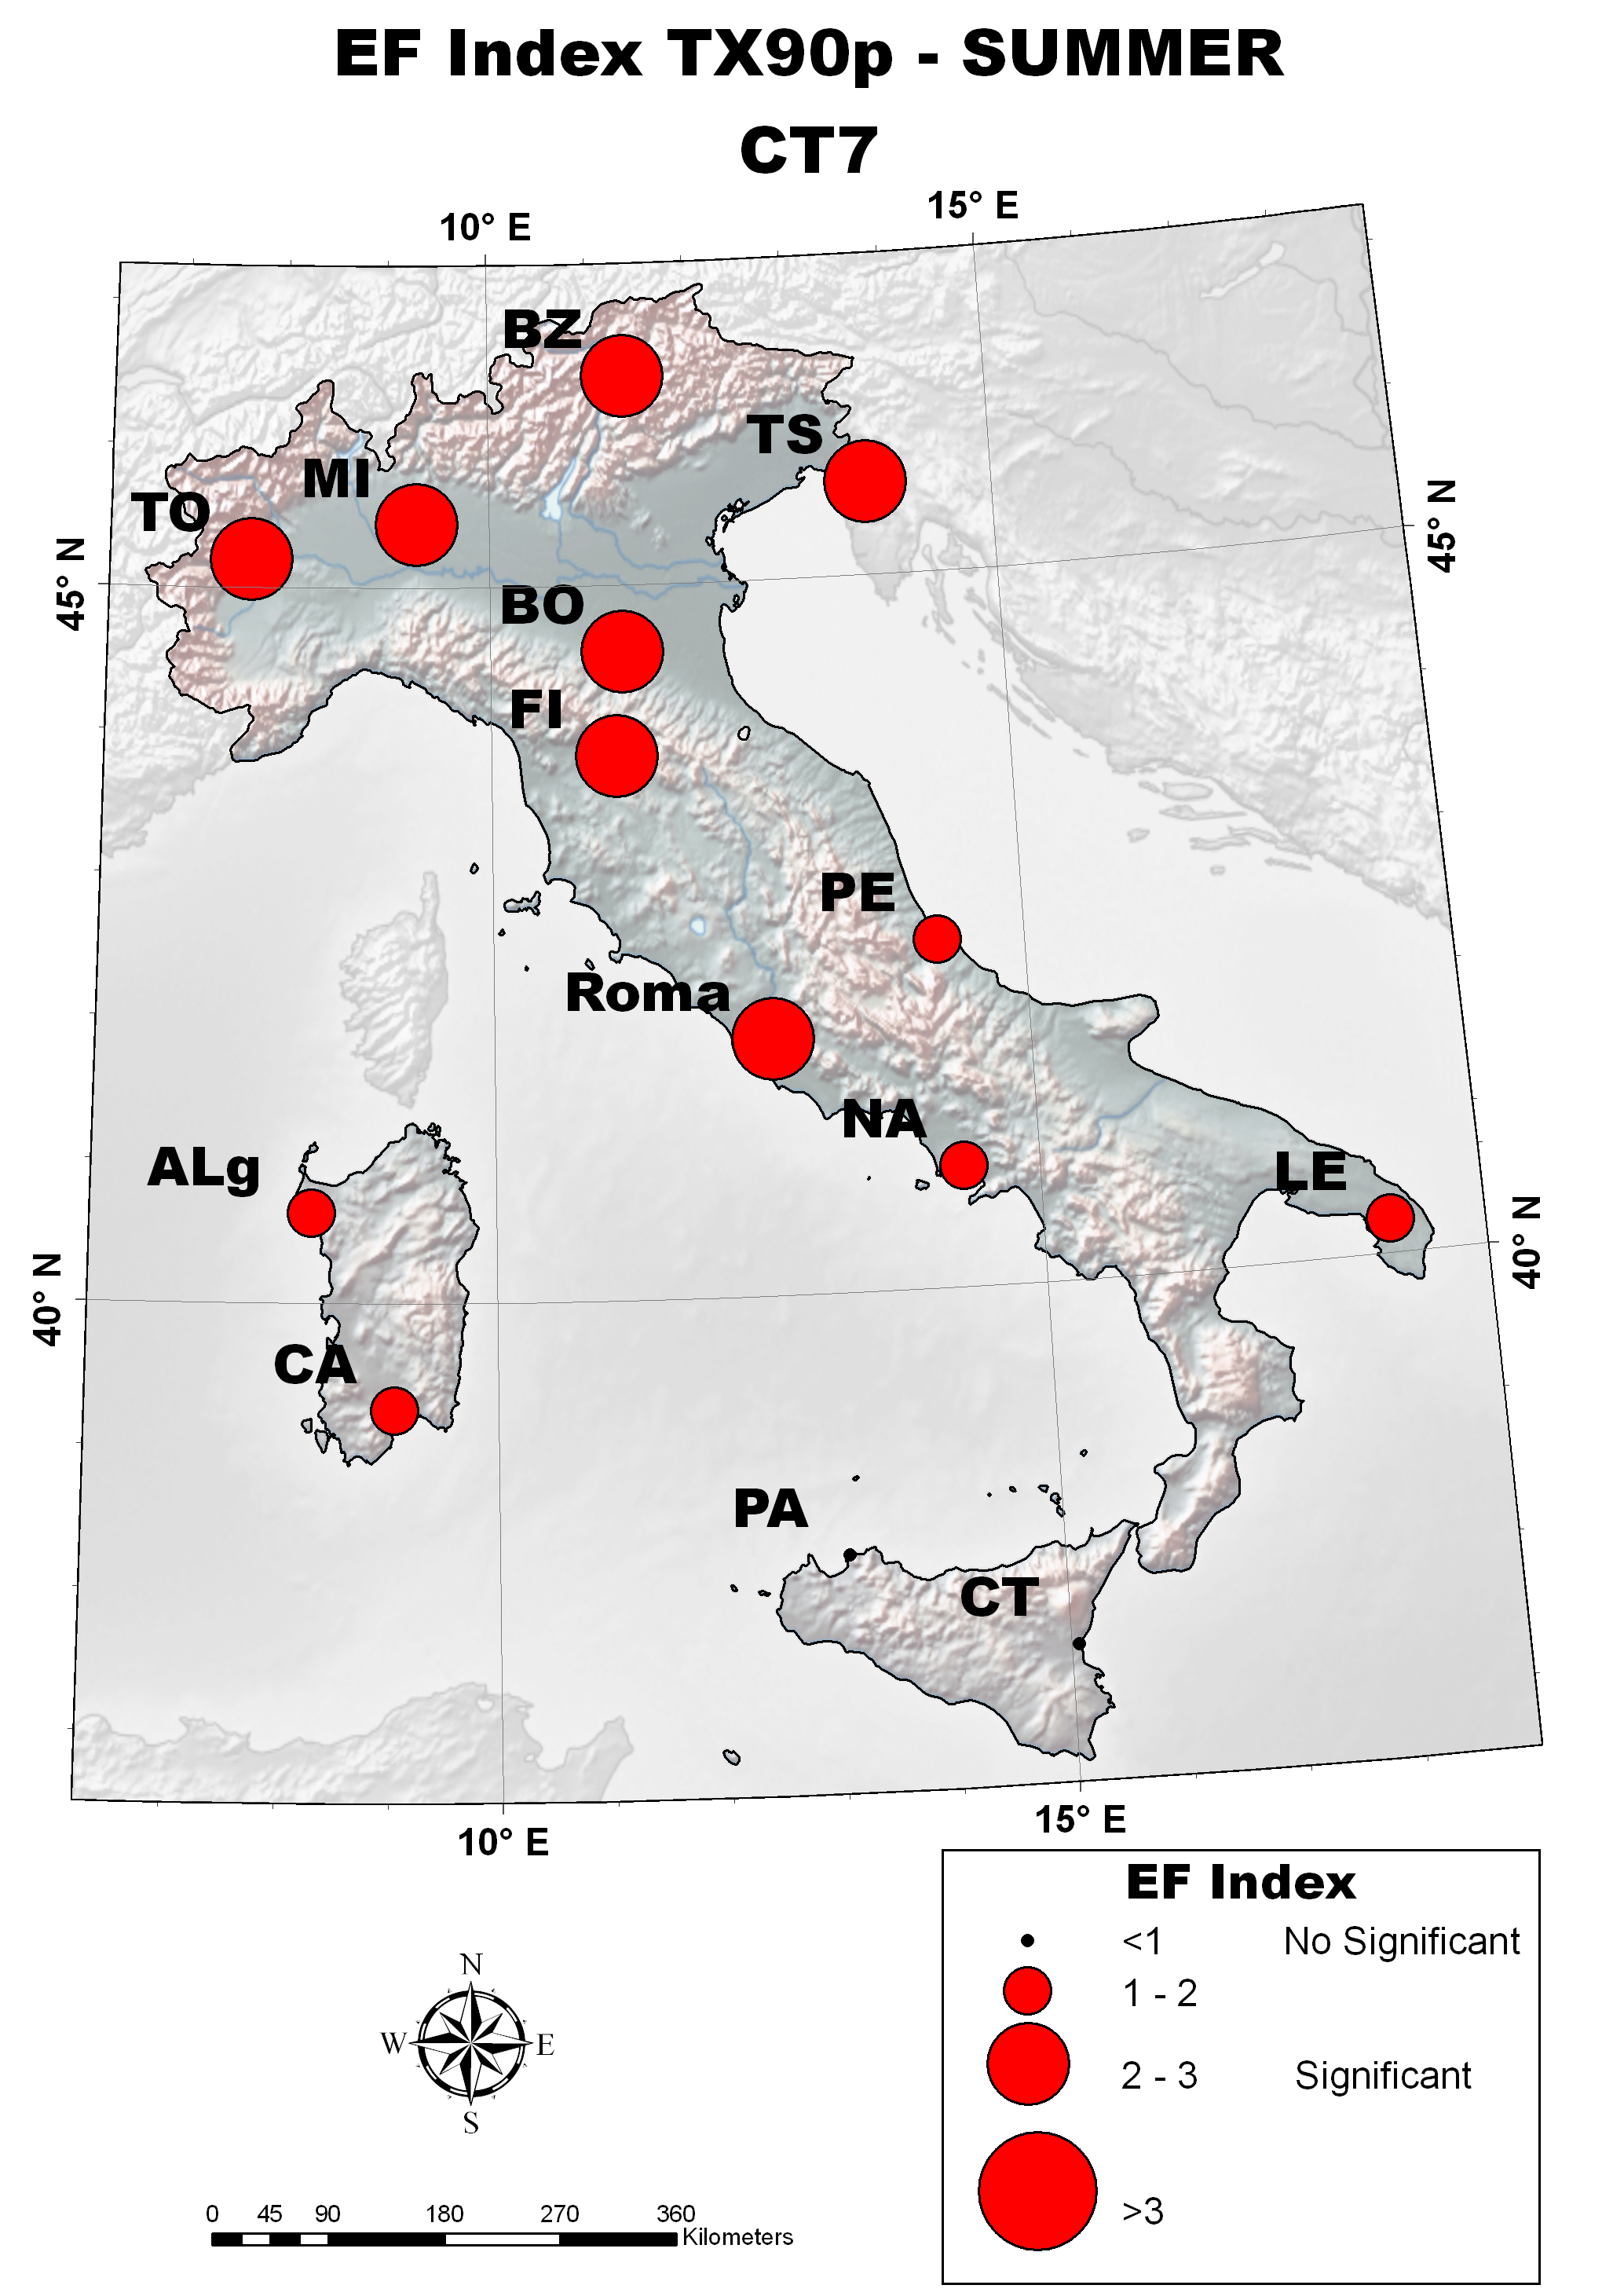 EF Index TX90p - SUMMER
CT7
10° E
15° E
BZ
TS
MI
TO
45° N
45° N
BO
FI
PE
Roma
NA
ALg
LE
40° N
40° N
CA
PA
CT
10° E
15° E
EF Index
<1 No Significant
1 - 2
2 - 3 Significant
>3
N
W E
S
0 45 90 180 270 360
Kilometers